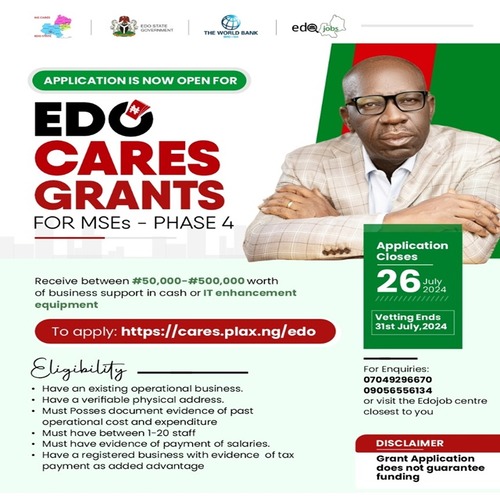 EDO STATE
GOVERNMENT
THE WORLD BANK
edo jobs
APPLICATION IS NOW OPEN FOR
EDO
CARES
GRANTS
FOR MSEs - PHASE 4
Application
Closes
26 July
2024
Vetting Ends
31st July,2024
Receive between #50,000-#500,000 worth
of business support in cash or IT enhancement
equipment
To apply: https://cares.plax.ng/edo
Eligibility
• Have an existing operational business.
• Have a verifiable physical address.
• Must Posses document evidence of past
operational cost and expenditure
• Must have between 1-20 staff
• Must have evidence of payment of salaries.
• Have a registered business with evidence of tax
payment as added advantage
For Enquiries:
07049296670
09056556134
or visit the Edojob centre
closest to you
DISCLAIMER
Grant Application
does not guarantee
funding